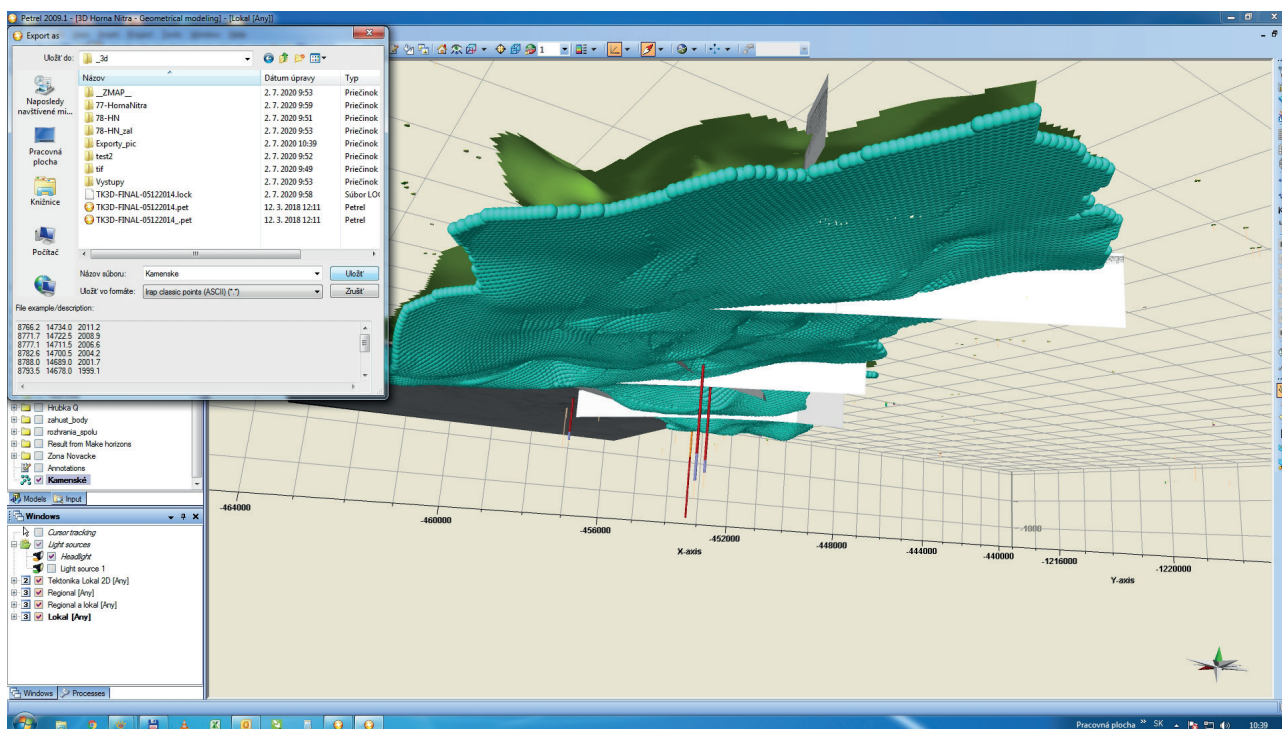 Petrel 2009.1 - [3D Horna Nitra - Geometrical modeling] - [Lokal [Any]]
Export as
Uložiť do: _3d
Názov Dátum úpravy Typ
__ZMAP__ 2. 7. 2020 9:53 Priečinok
77-HornaNitra 2. 7. 2020 9:59 Priečinok
78-HN 2. 7. 2020 9:51 Priečinok
78-HN_zal 2. 7. 2020 9:53 Priečinok
Exporty_pic 2. 7. 2020 10:39 Priečinok
test2 2. 7. 2020 9:52 Priečinok
tif 2. 7. 2020 9:49 Priečinok
Vystupy 2. 7. 2020 9:53 Priečinok
TK3D-FINAL-05122014.lock 2. 7. 2020 9:58 Súbor LO
TK3D-FINAL-05122014.pet 12. 3. 2018 12:11 Petrel
TK3D-FINAL-05122014_.pet 12. 3. 2018 12:11 Petrel
Naposledy
navštívené mi...
Pracovná
plocha
Knižnice
Počítač
Názov súboru: Kamenske Uložiť
Uložiť vo formáte: Irap classic points (ASCII) (*.*) Zrušiť
File example/description:
8766.2 14734.0 2011.2
8771.7 14722.5 2008.9
8777.1 14711.5 2006.6
8782.6 14700.5 2004.2
8788.0 14689.0 2001.7
8793.5 14678.0 1999.1
1
Hrubka Q
zahust_body
rozhrania_spolu
Result from Make horizons
Zona Novacke
Annotations
Kamenské
Models Input
Windows
Cursor tracking
Light sources
Headlight
Light source 1
2 Tektonika Lokal 2D [Any]
3 Regional [Any]
3 Regional a lokal [Any]
3 Lokal [Any]
Windows Processes
-464000
-460000
-456000
-452000
-448000
-444000
-440000
X-axis
-1000
-1216000
-1220000
Y-axis
Pracovná plocha » SK 10:39